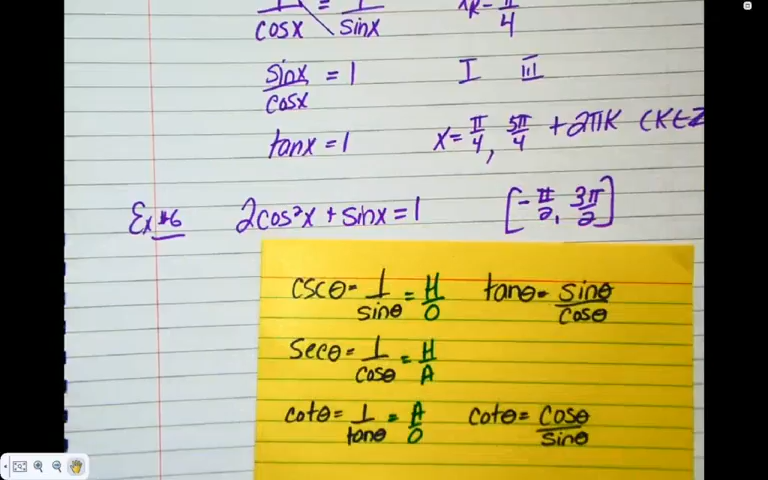 cosx sinx
π/4
sinx/cosx = 1 I III
tanx = 1 x = π/4, 5π/4 + 2πK (K∈Z
Ex #6 2cos²x + sinx = 1 [-π/2, 3π/2]
cscθ = 1/sinθ = H/O tanθ = sinθ/cosθ
secθ = 1/cosθ = H/A
cotθ = 1/tanθ = A/O cotθ = cosθ/sinθ